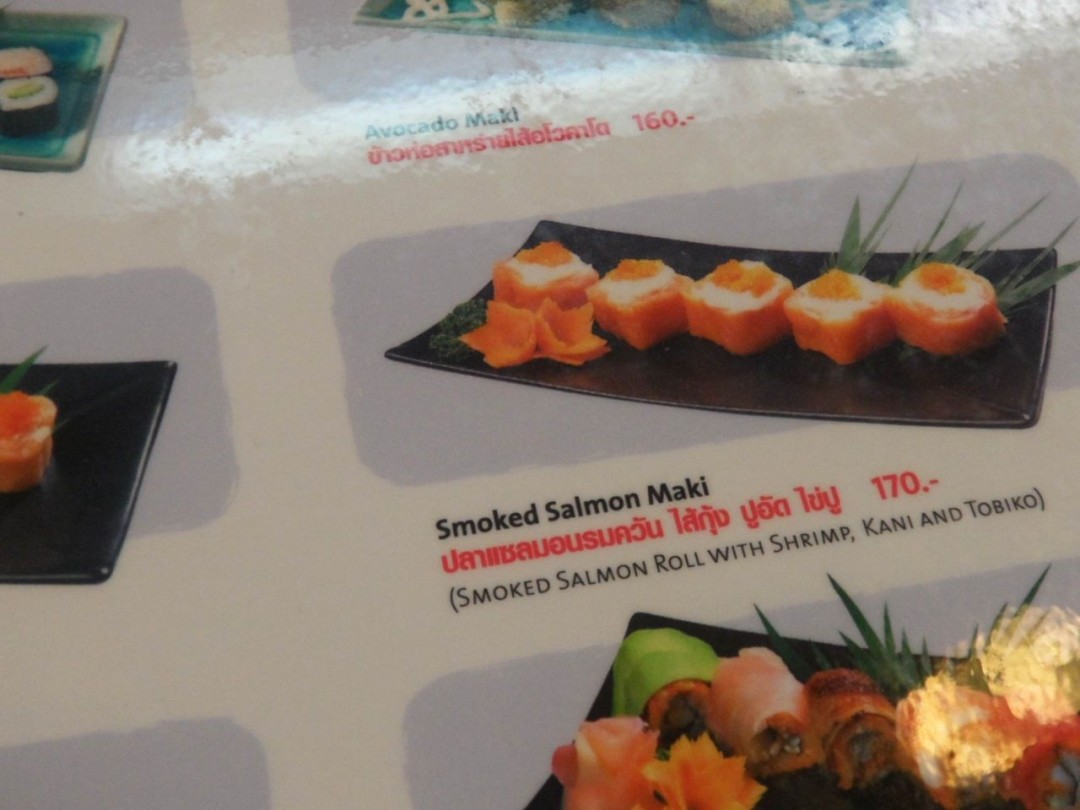 Avocado Maki
ข้าวห่อสาหร่ายไส้อโวคาโด 160.-
Smoked Salmon Maki
ปลาแซลมอนรมควัน ไส้กุ้ง ปูอัด ไข่ปู 170.-
(Smoked Salmon Roll with Shrimp, Kani and Tobiko)